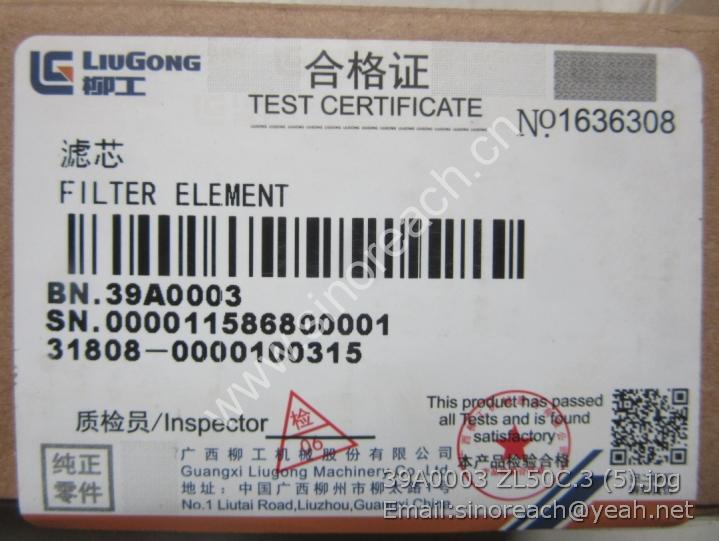 LIUGONG
柳工
合格证
TEST CERTIFICATE
№1636308
滤芯
FILTER ELEMENT
BN.39A0003
SN.000011586800001
31808-0000100315
质检员/Inspector
检
06
This product has passed
all Tests and is found
satisfactory
本产品检验合格
纯正
零件
广西柳工机械股份有限公司
Guangxi Liugong Machinery Co., Ltd.
地址：中国广西柳州市柳太路1号
No.1 Liutai Road,Liuzhou,Guangxi,China
www.sinoreach.cn
39A0003 ZL50C.3 (5).jpg
Email:sinoreach@yeah.net